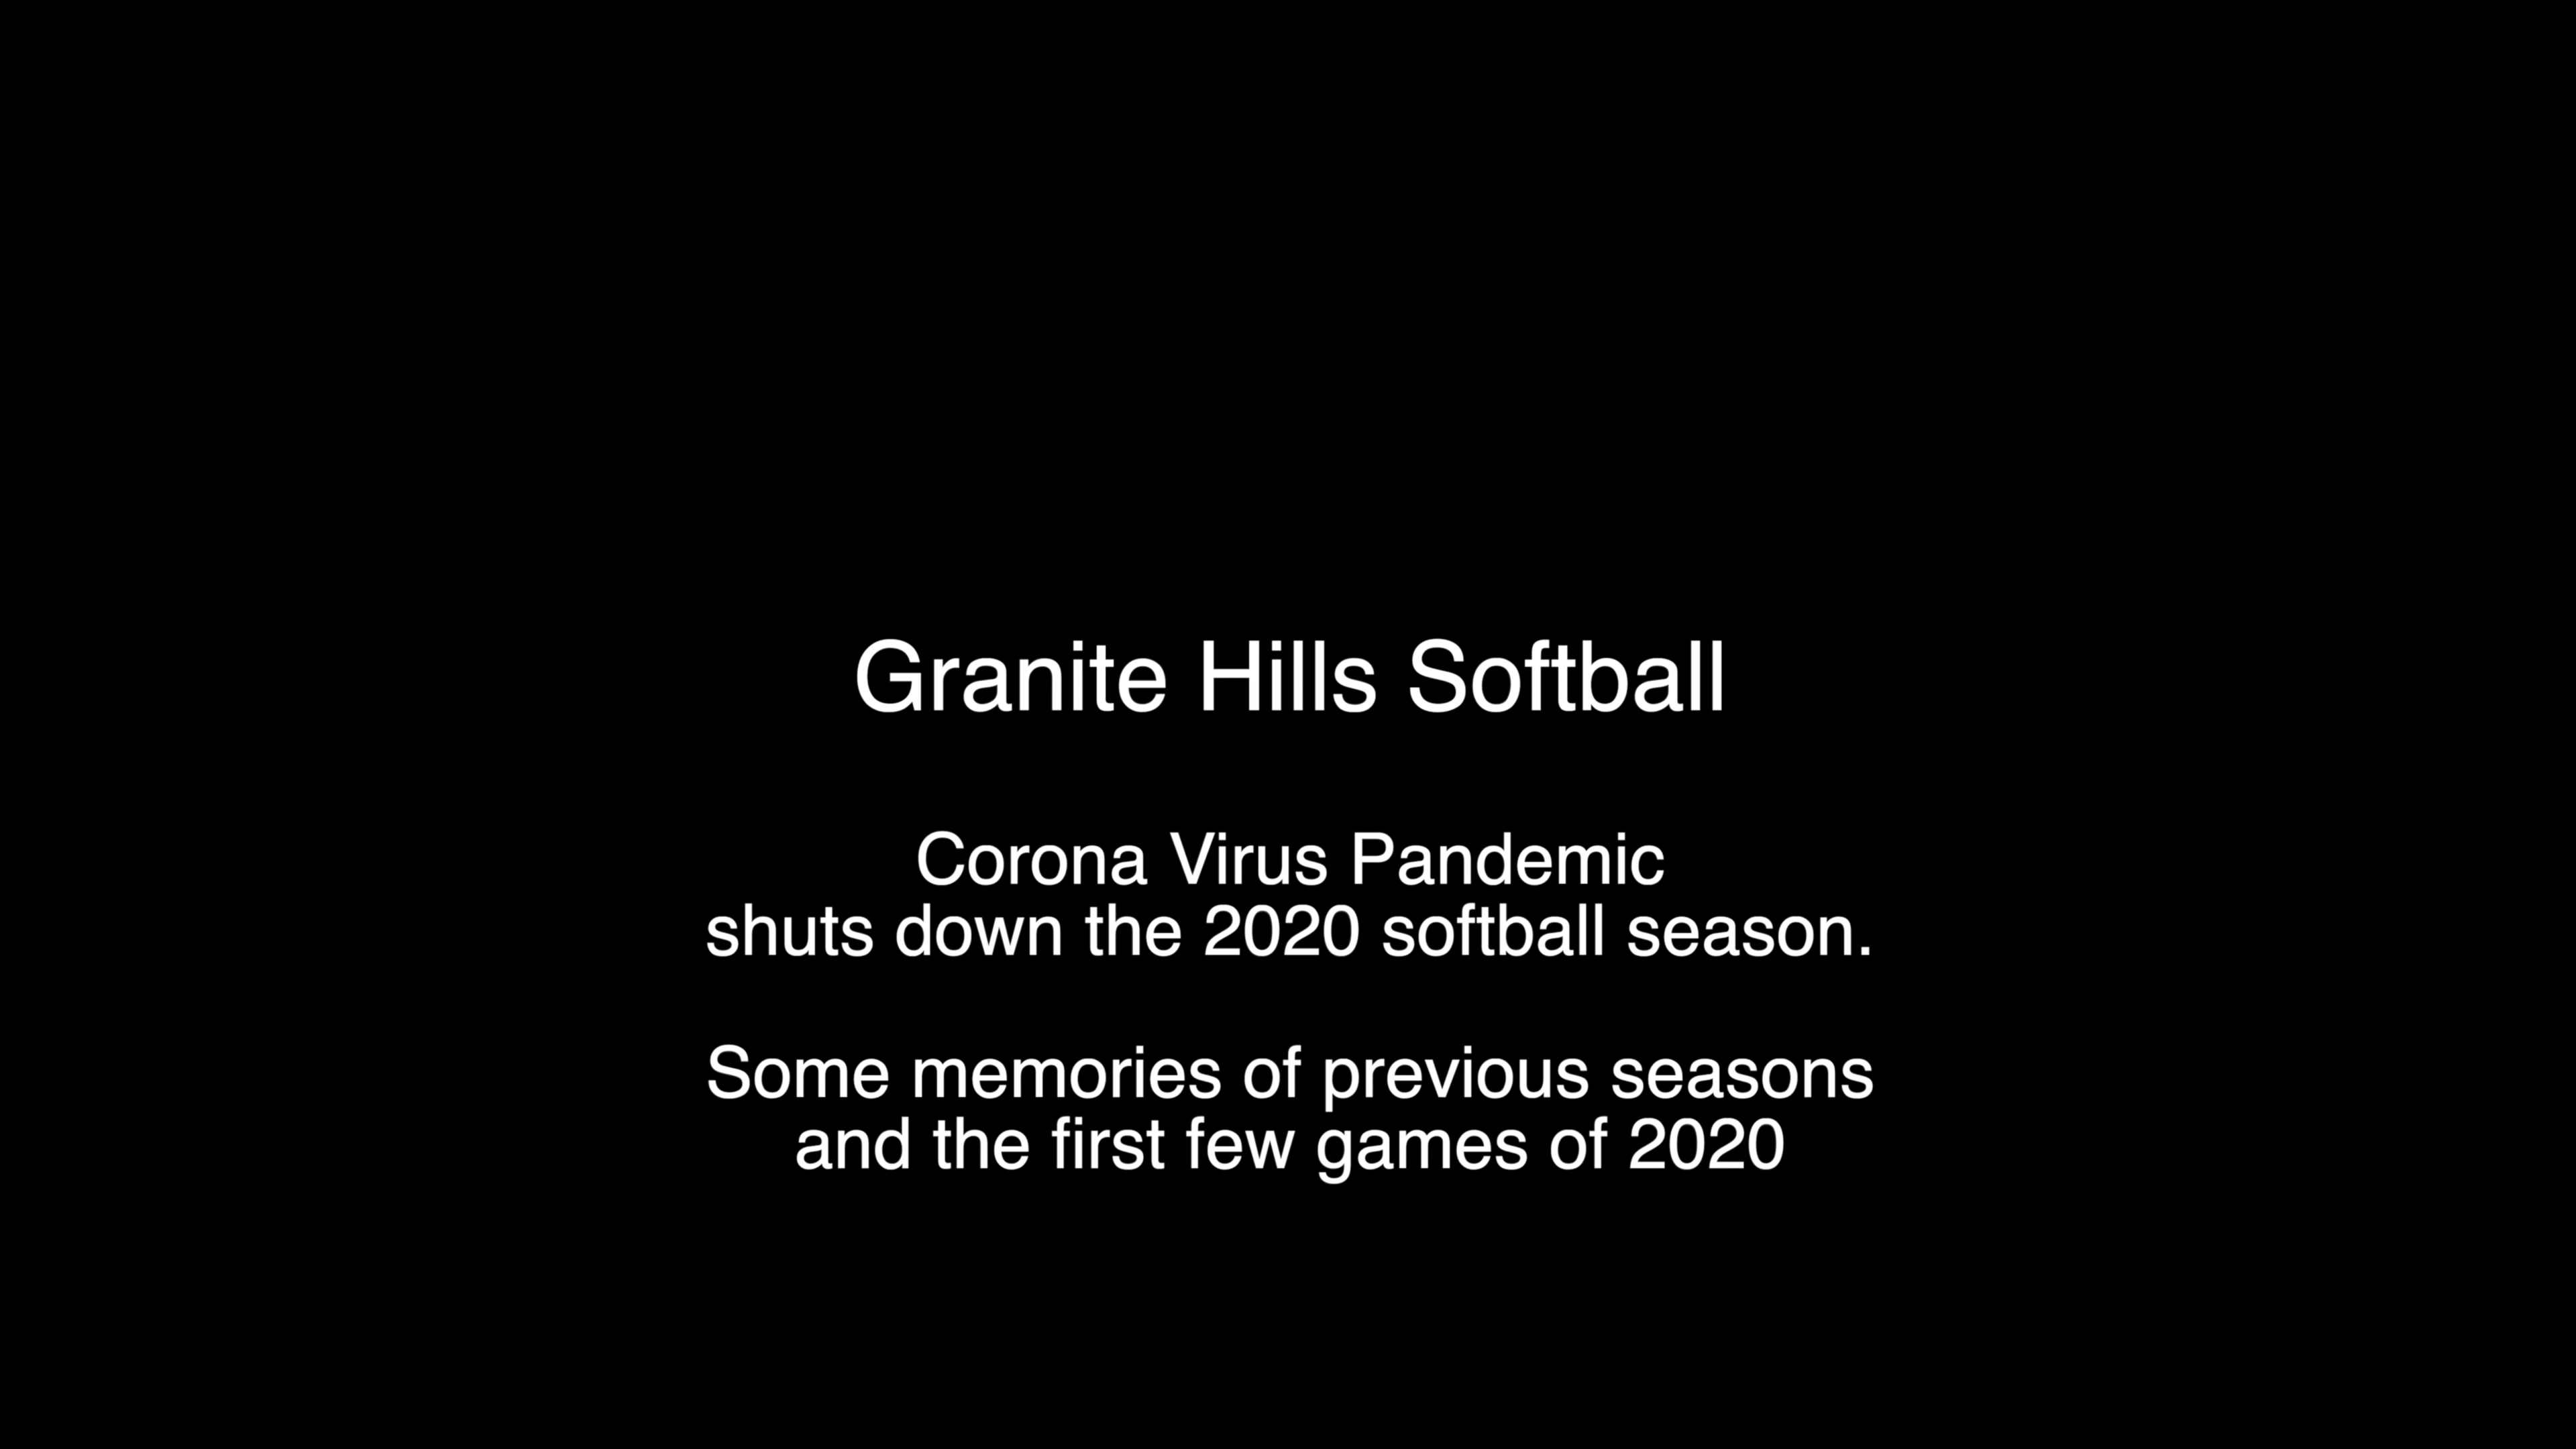 Granite Hills Softball
Corona Virus Pandemic
shuts down the 2020 softball season.
Some memories of previous seasons
and the first few games of 2020